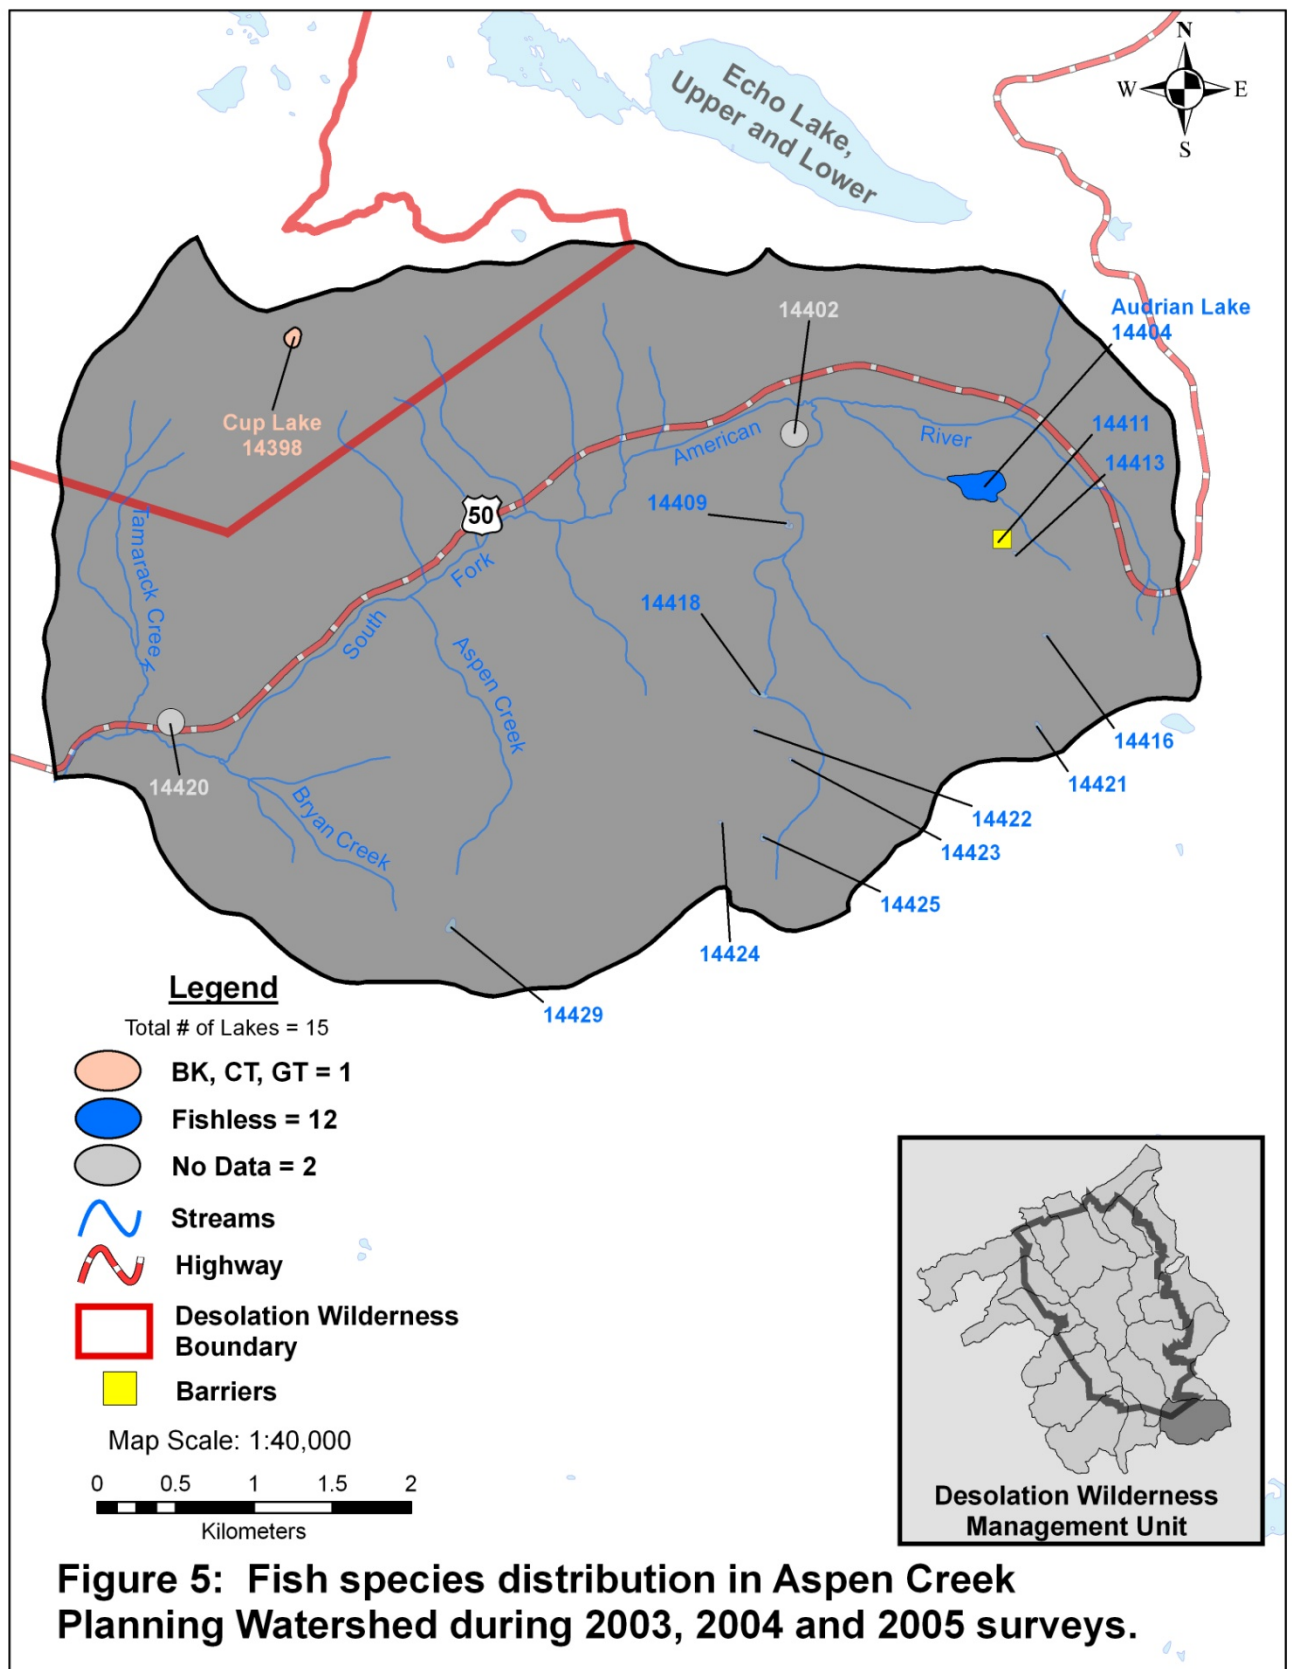 N
W
E
S
Echo Lake,
Upper and Lower
14402
Audrian Lake
14404
Cup Lake
14398
14411
American
River
14413
14409
50
Tamarack Creek
Fork
14418
South
Aspen Creek
14416
14420
14421
Bryan Creek
14422
14423
14425
14424
14429
Legend
Total # of Lakes = 15
BK, CT, GT = 1
Fishless = 12
No Data = 2
Streams
Highway
Desolation Wilderness
Boundary
Barriers
Map Scale: 1:40,000
0 0.5 1 1.5 2
Kilometers
Desolation Wilderness
Management Unit
Figure 5: Fish species distribution in Aspen Creek
Planning Watershed during 2003, 2004 and 2005 surveys.